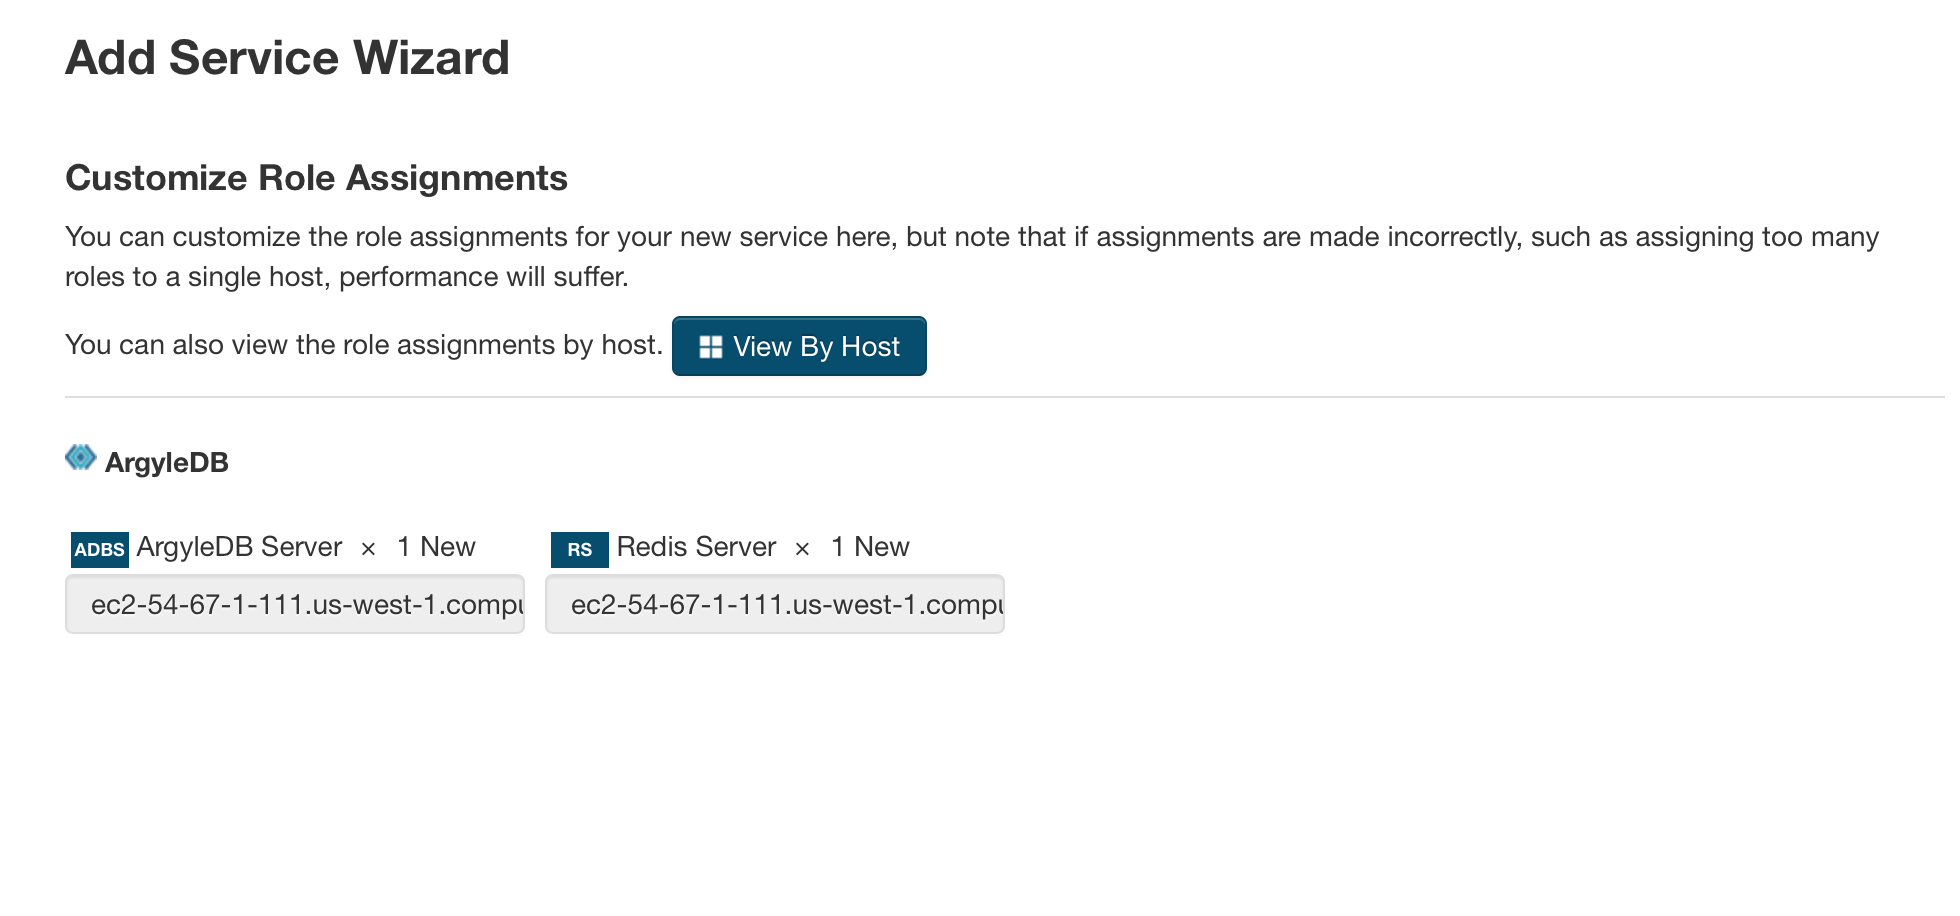 Add Service Wizard
Customize Role Assignments
You can customize the role assignments for your new service here, but note that if assignments are made incorrectly, such as assigning too many
roles to a single host, performance will suffer.
You can also view the role assignments by host. View By Host
ArgyleDB
ADBS ArgyleDB Server × 1 New RS Redis Server × 1 New
ec2-54-67-1-111.us-west-1.compu ec2-54-67-1-111.us-west-1.compu